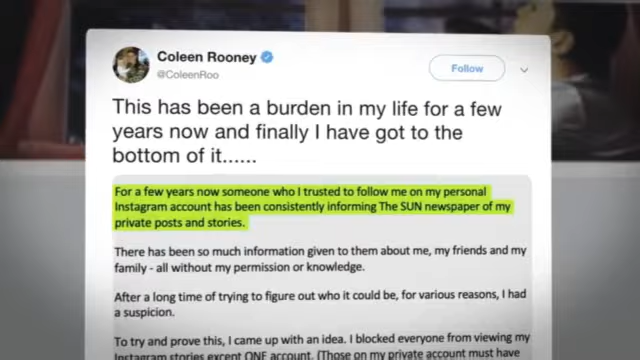 Coleen Rooney
@ColeenRoo
Follow
This has been a burden in my life for a few
years now and finally I have got to the
bottom of it......
For a few years now someone who I trusted to follow me on my personal
Instagram account has been consistently informing The SUN newspaper of my
private posts and stories.
There has been so much information given to them about me, my friends and my
family - all without my permission or knowledge.
After a long time of trying to figure out who it could be, for various reasons, I had
a suspicion.
To try and prove this, I came up with an idea. I blocked everyone from viewing my
Instagram stories except ONE account. (Those on my private account must have